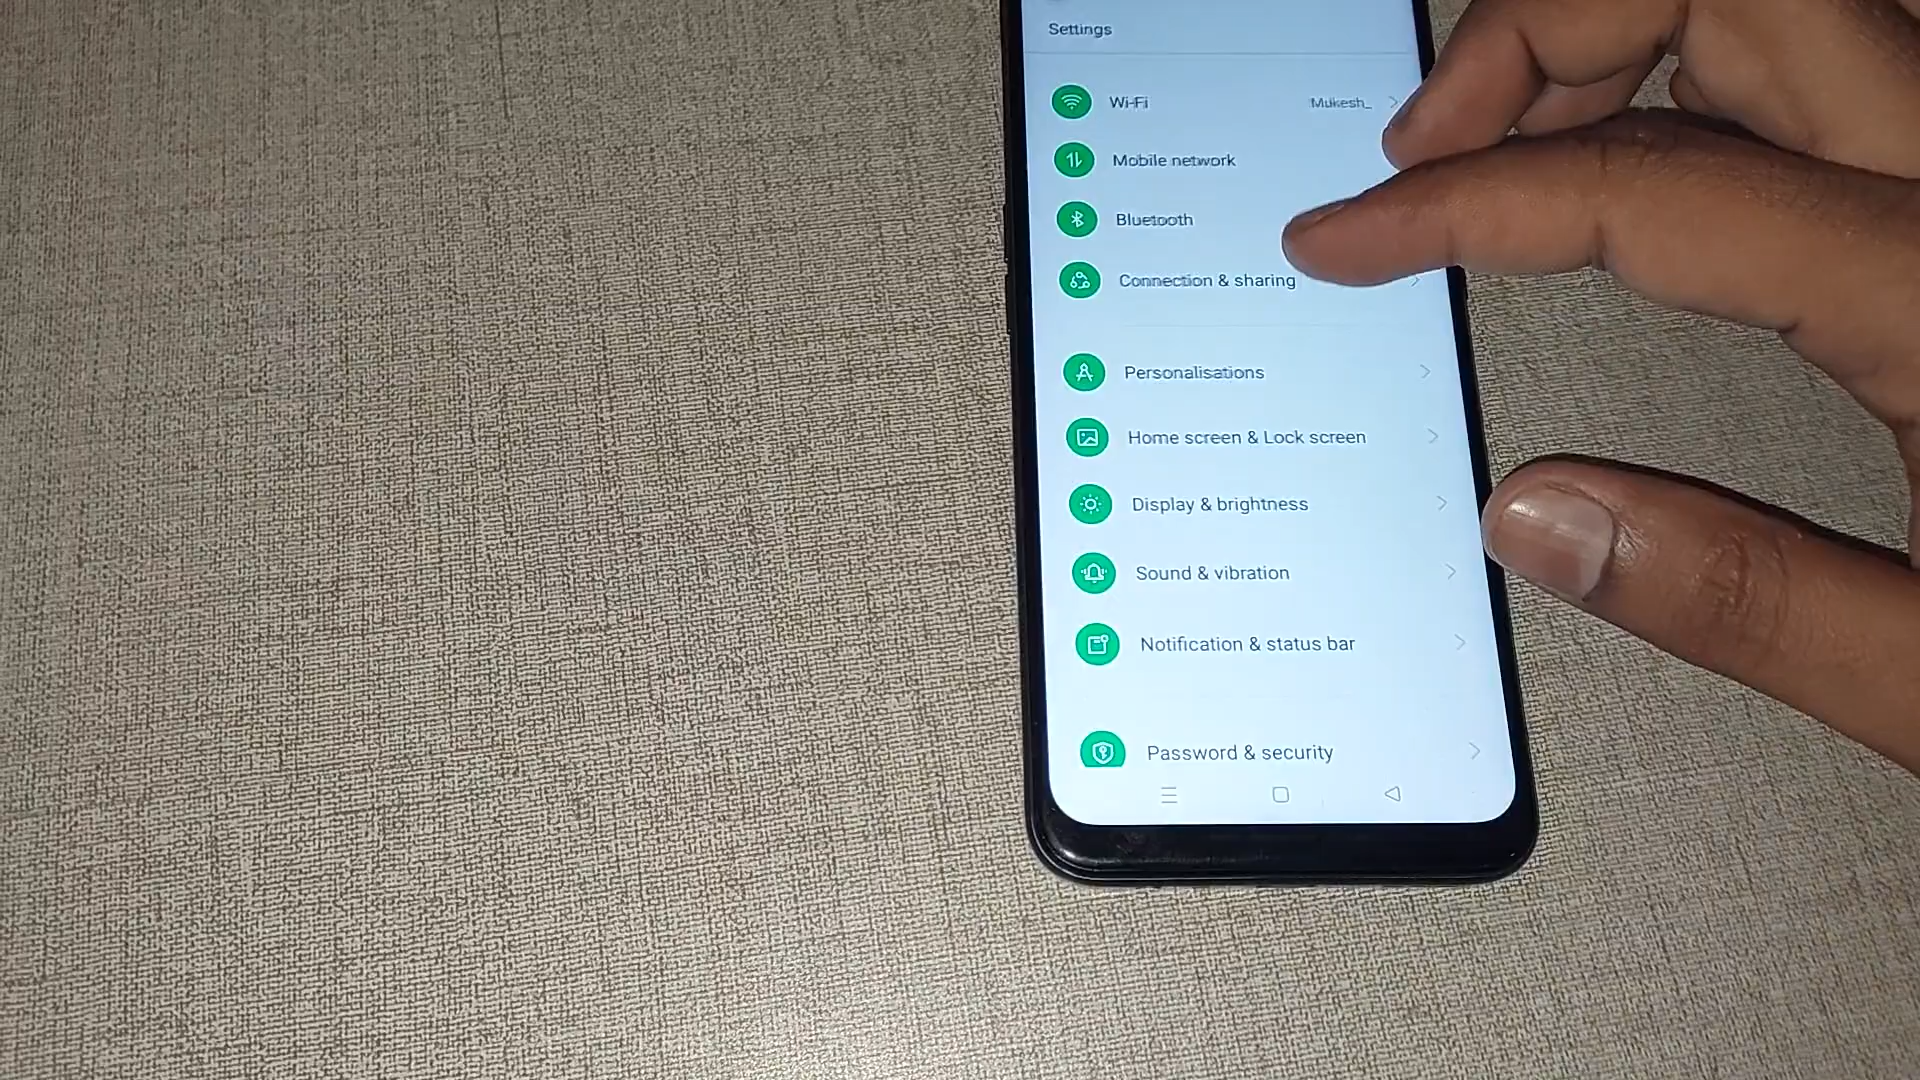 Settings
Wi-Fi Mukesh_
Mobile network
Bluetooth
Connection & sharing
Personalisations
Home screen & Lock screen
Display & brightness
Sound & vibration
Notification & status bar
Password & security